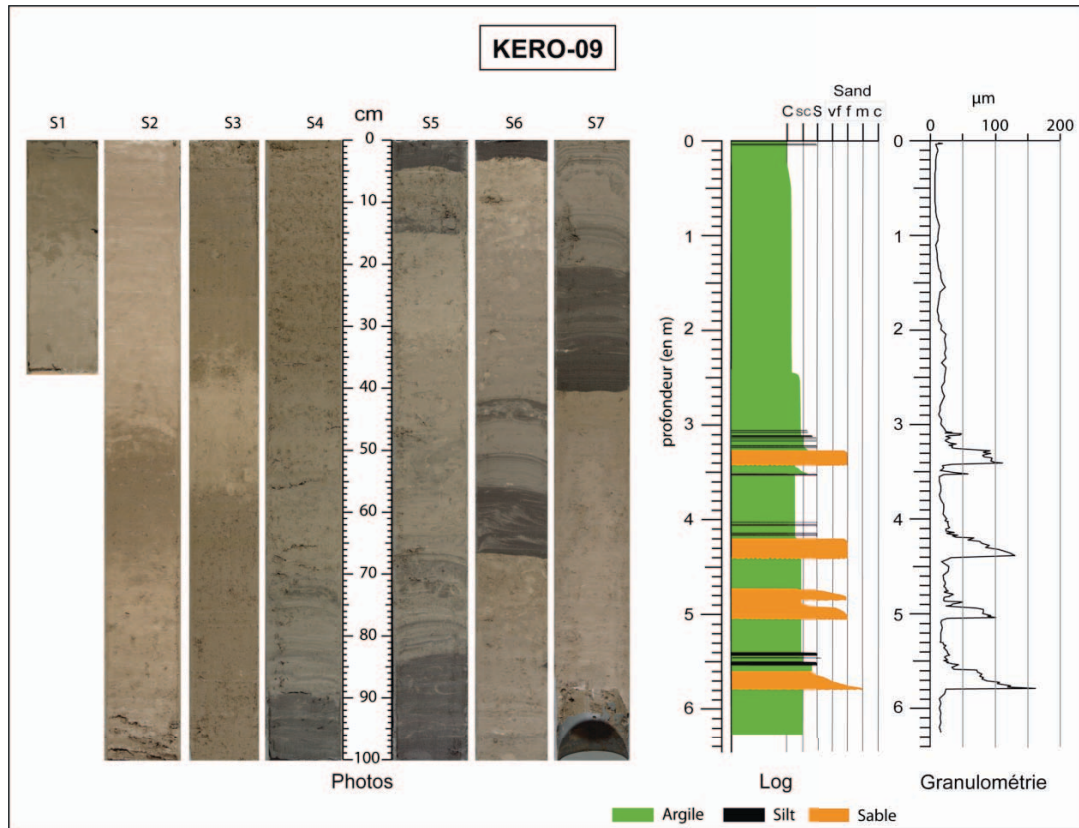 KERO-09
S1 S2 S3 S4 cm S5 S6 S7
0
10
20
30
40
50
60
70
80
90
100
Photos
Sand
C sc S vf f m c
profondeur (en m)
0
1
2
3
4
5
6
Log
µm
0 100 200
0
1
2
3
4
5
6
Granulométrie
Argile Silt Sable